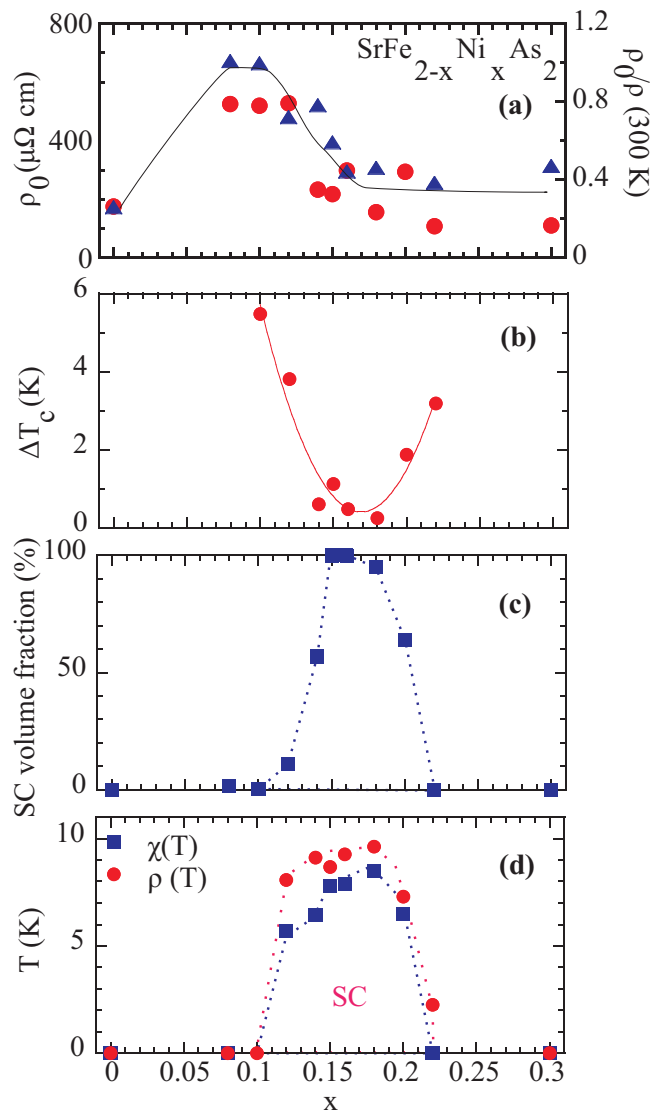 SrFe2-xNixAs2
(a)
800
400
0
ρ0(μΩ cm)
1.2
0.8
0.4
0
ρ0/ρ (300 K)
(b)
6
4
2
0
ΔTc(K)
(c)
100
50
0
SC volume fraction (%)
(d)
χ(T)
ρ (T)
10
5
0
T (K)
SC
0 0.05 0.1 0.15 0.2 0.25 0.3
x